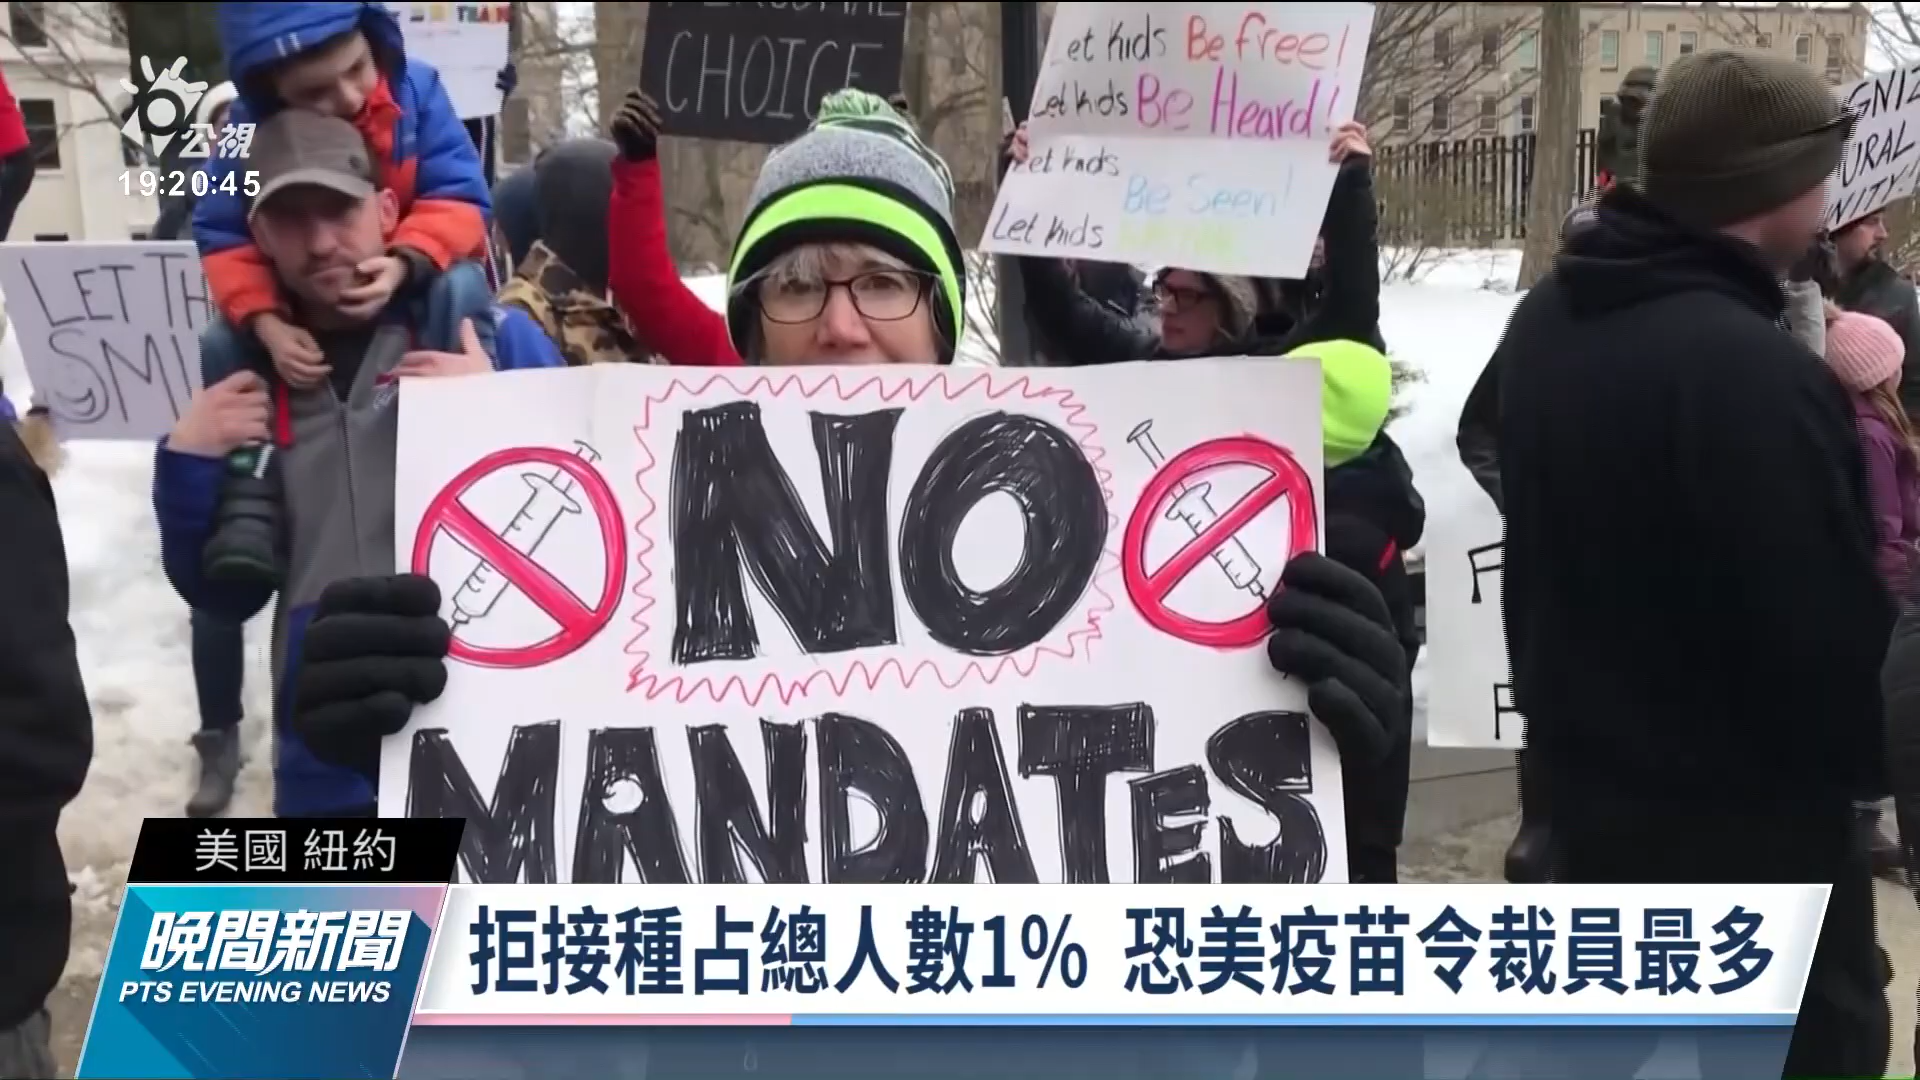 公視
19:20:45
CHOICE
Let Kids Be free!
Let Kids Be Heard!
Let Kids Be Seen!
Let Kids
LET TH
SMI
NO
MANDATES
美國 紐約
晚間新聞
PTS EVENING NEWS
拒接種占總人數1% 恐美疫苗令裁員最多